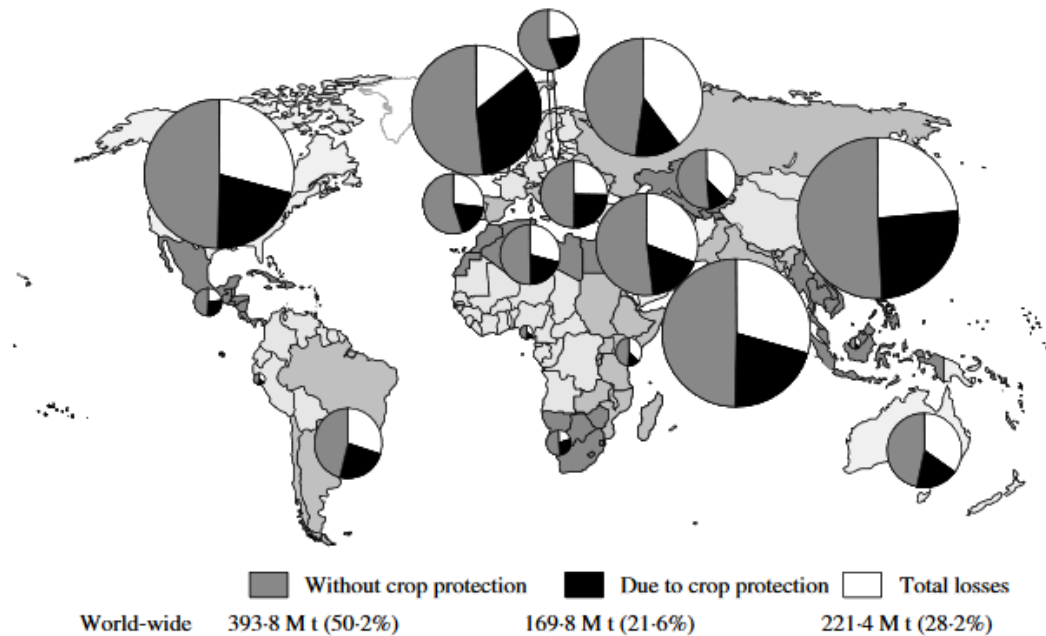 Without crop protection Due to crop protection Total losses
World-wide 393·8 M t (50·2%) 169·8 M t (21·6%) 221·4 M t (28·2%)